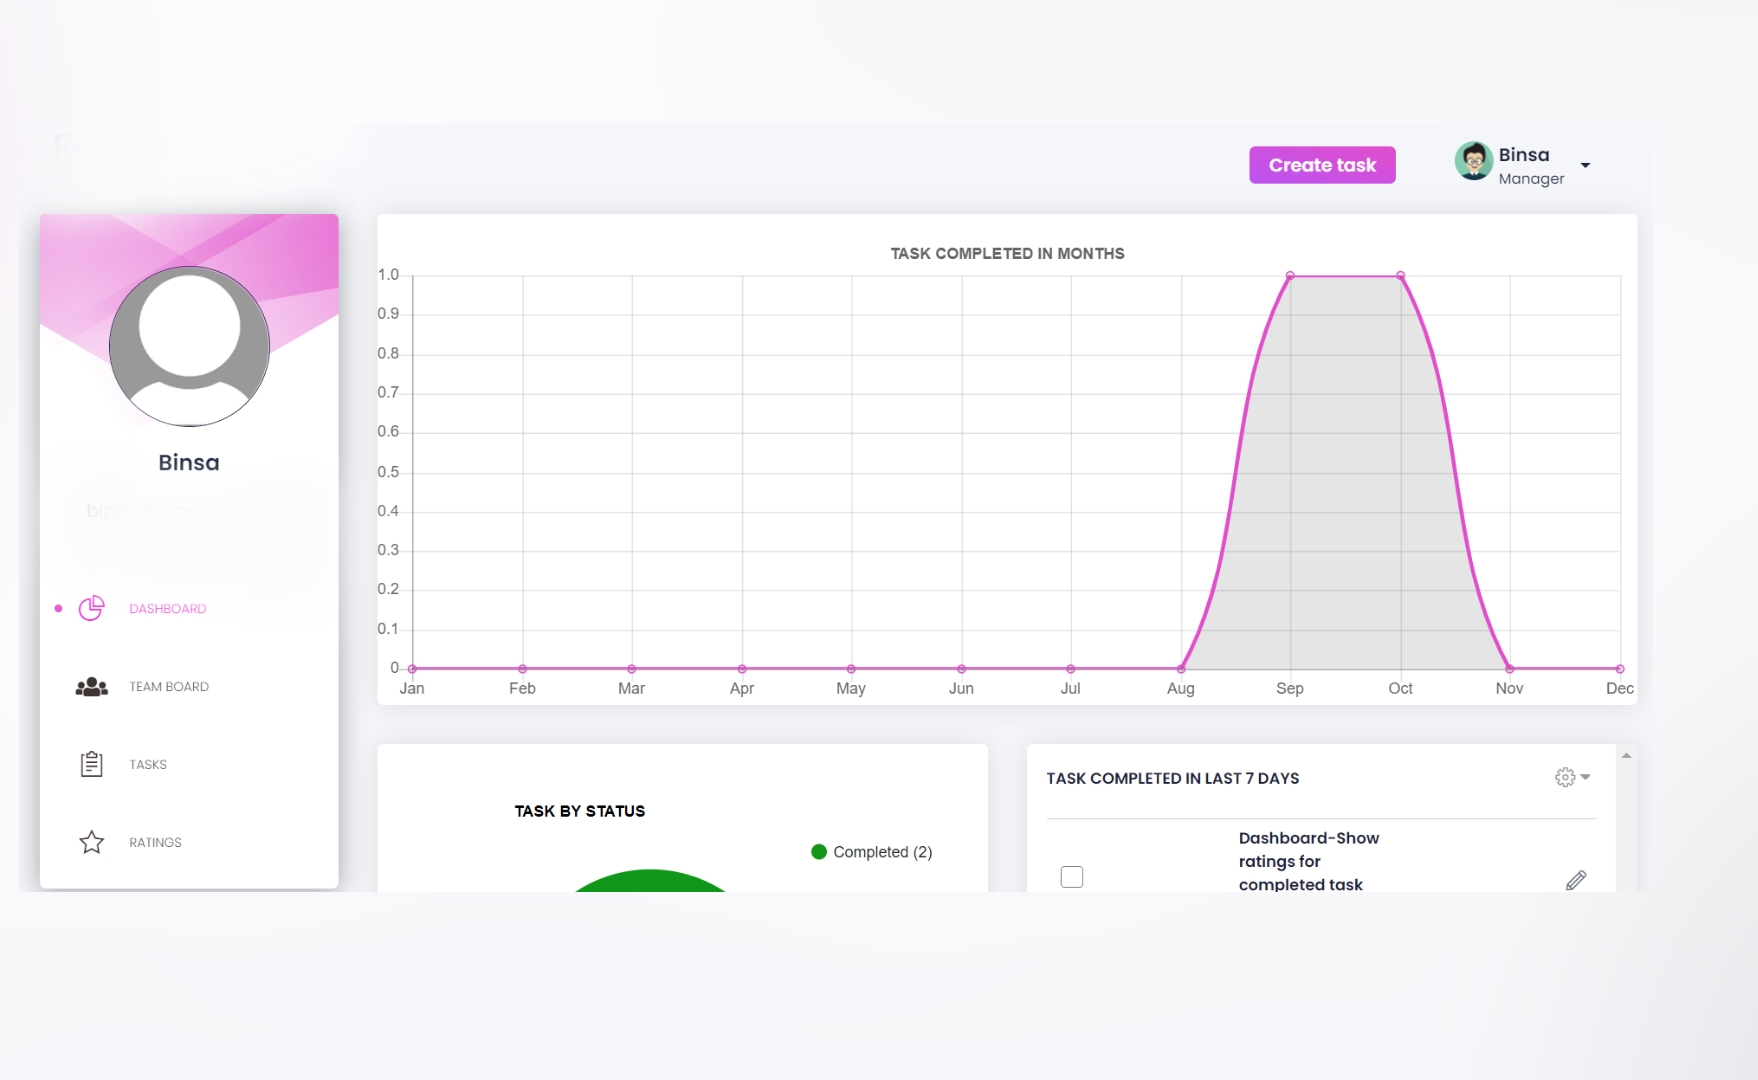 Create task
Binsa
Manager
Binsa
DASHBOARD
TEAM BOARD
TASKS
RATINGS
TASK COMPLETED IN MONTHS
1.0
0.9
0.8
0.7
0.6
0.5
0.4
0.3
0.2
0.1
0
Jan Feb Mar Apr May Jun Jul Aug Sep Oct Nov Dec
TASK BY STATUS
Completed (2)
TASK COMPLETED IN LAST 7 DAYS
Dashboard-Show
ratings for
completed task